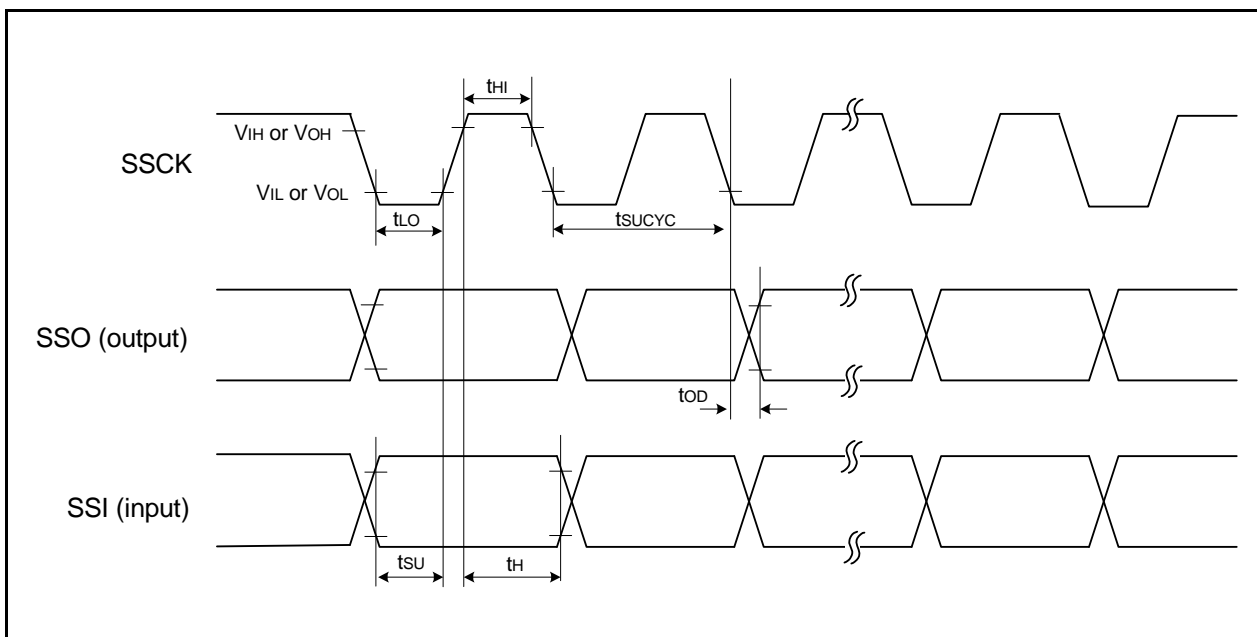 tHI
VIH or VOH
SSCK
VIL or VOL
tLO
tSUCYC
SSO (output)
tOD
SSI (input)
tSU
tH